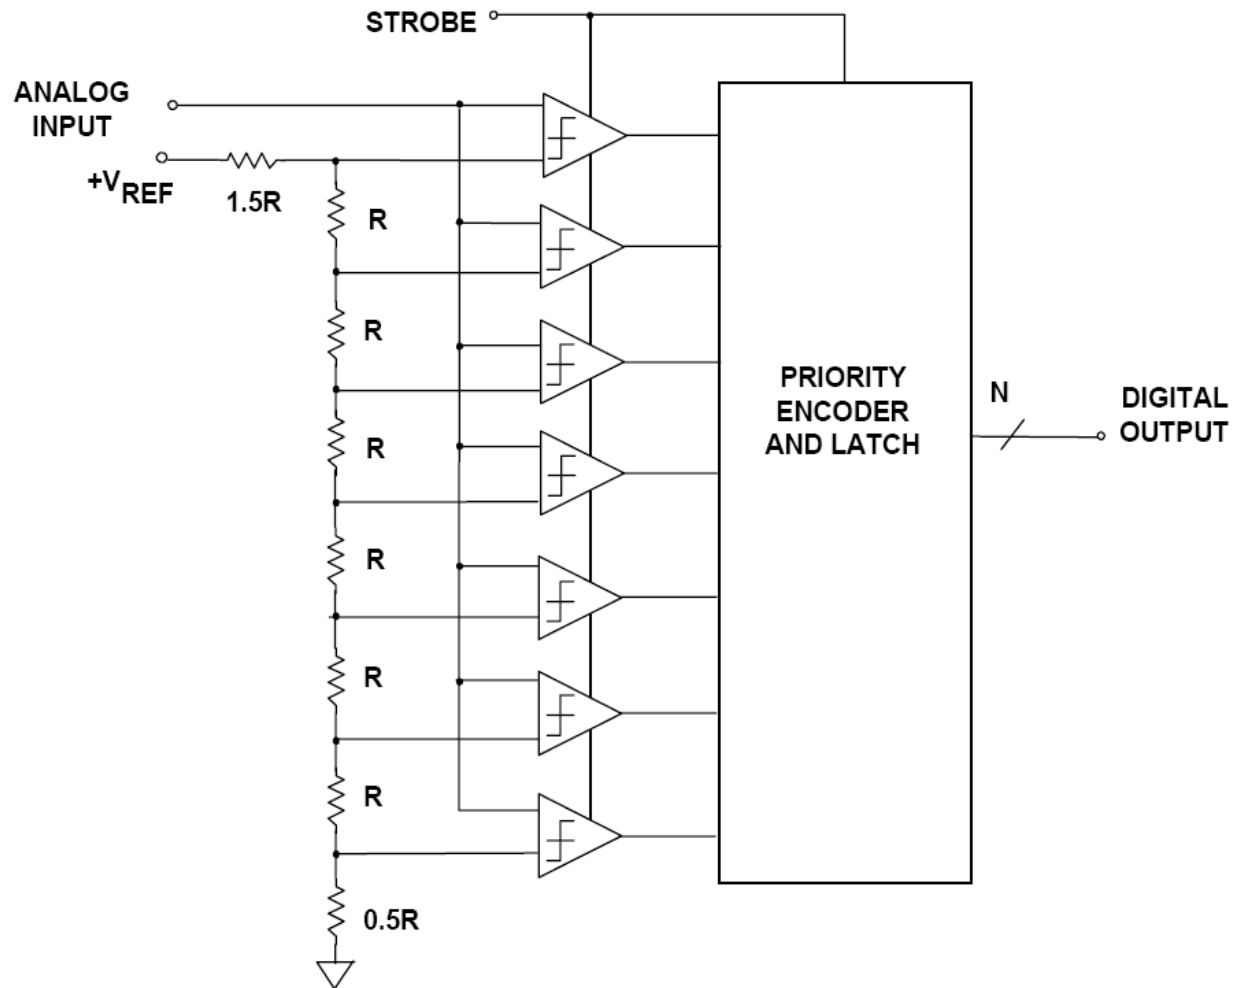 STROBE
ANALOG
INPUT
+VREF
1.5R
R
R
R
R
R
R
0.5R
PRIORITY
ENCODER
AND LATCH
N
DIGITAL
OUTPUT